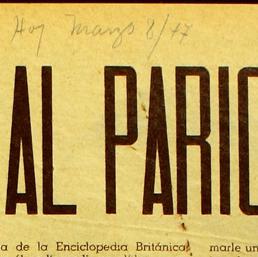 Hoy Marzo 8/47
AL PARIC
a de la Enciclopedia Británica, marle un